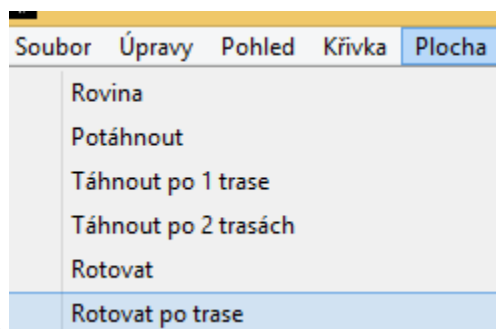 Soubor Úpravy Pohled Křivka Plocha
Rovina
Potáhnout
Táhnout po 1 trase
Táhnout po 2 trasách
Rotovat
Rotovat po trase